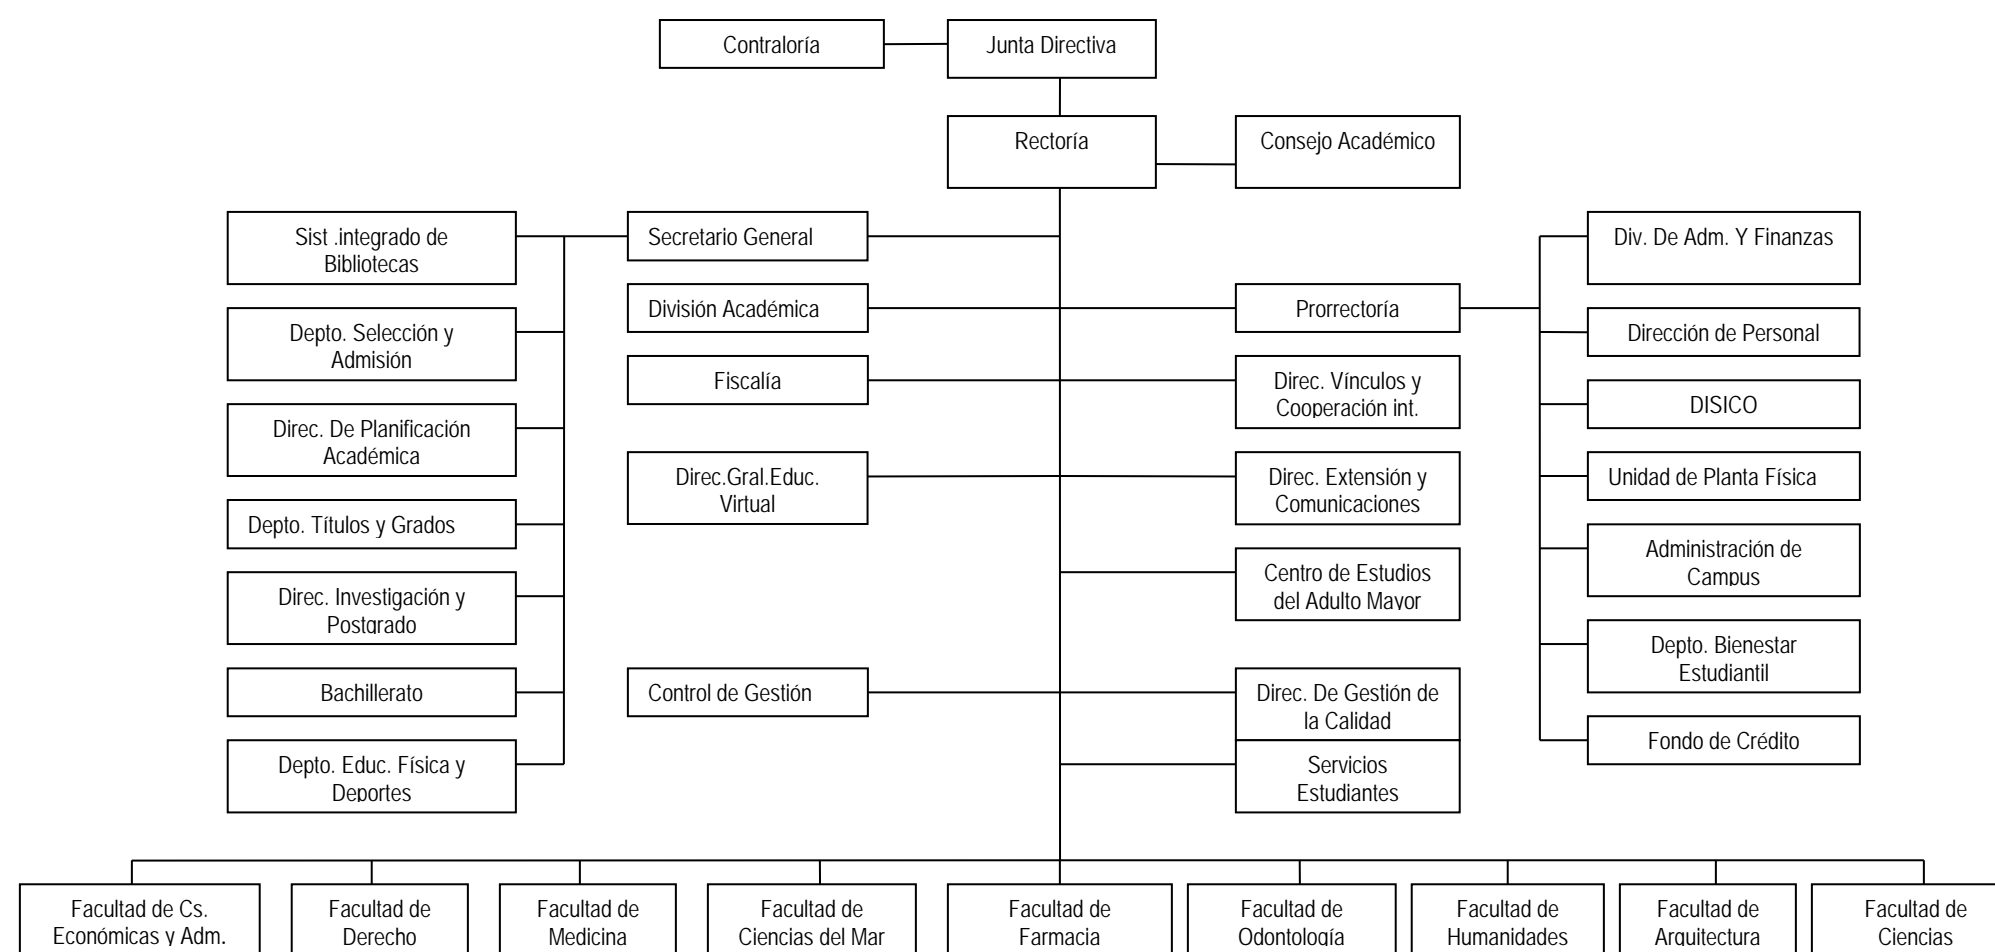 Contraloría
Junta Directiva
Rectoría
Consejo Académico
Sist .integrado de
Bibliotecas
Secretario General
Div. De Adm. Y Finanzas
División Académica
Prorrectoría
Depto. Selección y
Admisión
Dirección de Personal
Fiscalía
Direc. Vínculos y
Cooperación int.
DISICO
Direc. De Planificación
Académica
Direc.Gral.Educ.
Virtual
Direc. Extensión y
Comunicaciones
Unidad de Planta Física
Depto. Títulos y Grados
Administración de
Campus
Centro de Estudios
del Adulto Mayor
Direc. Investigación y
Postgrado
Depto. Bienestar
Estudiantil
Bachillerato
Control de Gestión
Direc. De Gestión de
la Calidad
Fondo de Crédito
Depto. Educ. Física y
Deportes
Servicios
Estudiantes
Facultad de Cs.
Económicas y Adm.
Facultad de
Derecho
Facultad de
Medicina
Facultad de
Ciencias del Mar
Facultad de
Farmacia
Facultad de
Odontología
Facultad de
Humanidades
Facultad de
Arquitectura
Facultad de
Ciencias